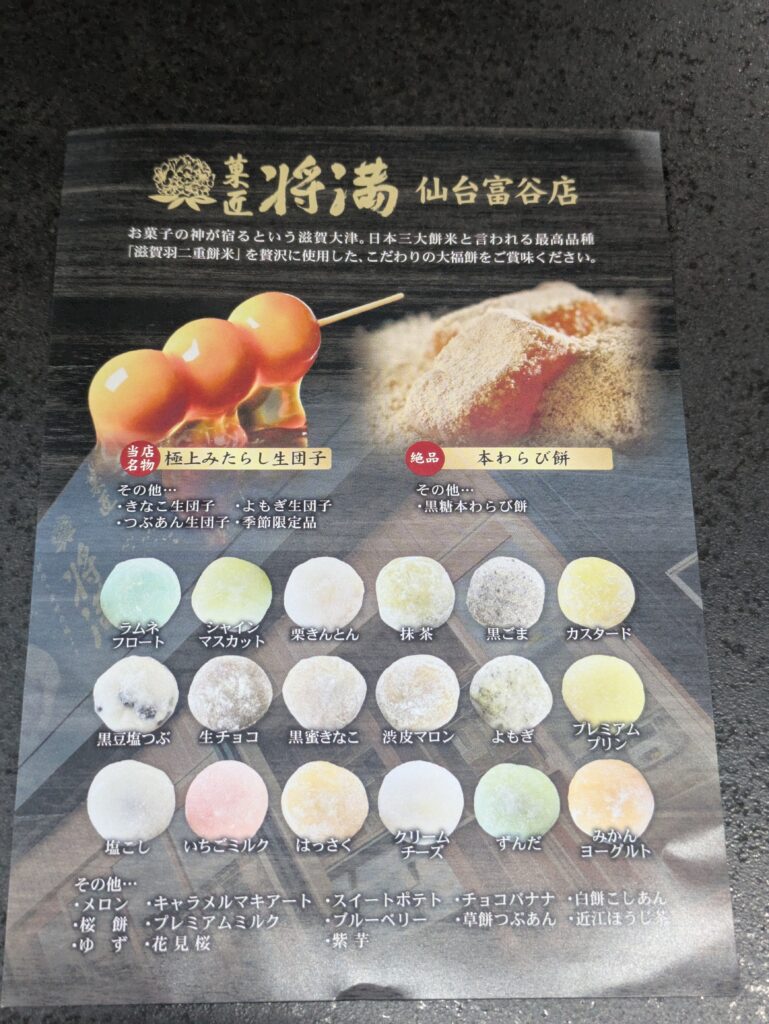 菓匠 将満 仙台富谷店
お菓子の神が宿るという滋賀大津。日本三大餅米と言われる最高品種
「滋賀羽二重餅米」を贅沢に使用した、こだわりの大福餅をご賞味ください。
当店名物 極上みたらし生団子
その他…
・きなこ生団子 ・よもぎ生団子
・つぶあん生団子 ・季節限定品
絶品 本わらび餅
その他…
・黒糖本わらび餅
ラムネ
フロート
シャイン
マスカット
栗きんとん
抹茶
黒ごま
カスタード
黒豆塩つぶ
生チョコ
黒蜜きなこ
渋皮マロン
よもぎ
プレミアム
プリン
塩こし
いちごミルク
はっさく
クリーム
チーズ
ずんだ
みかん
ヨーグルト
その他…
・メロン ・キャラメルマキアート ・スイートポテト ・チョコバナナ ・白餅こしあん
・桜餅 ・プレミアムミルク ・ブルーベリー ・草餅つぶあん ・近江ほうじ茶
・ゆず ・花見桜 ・紫芋